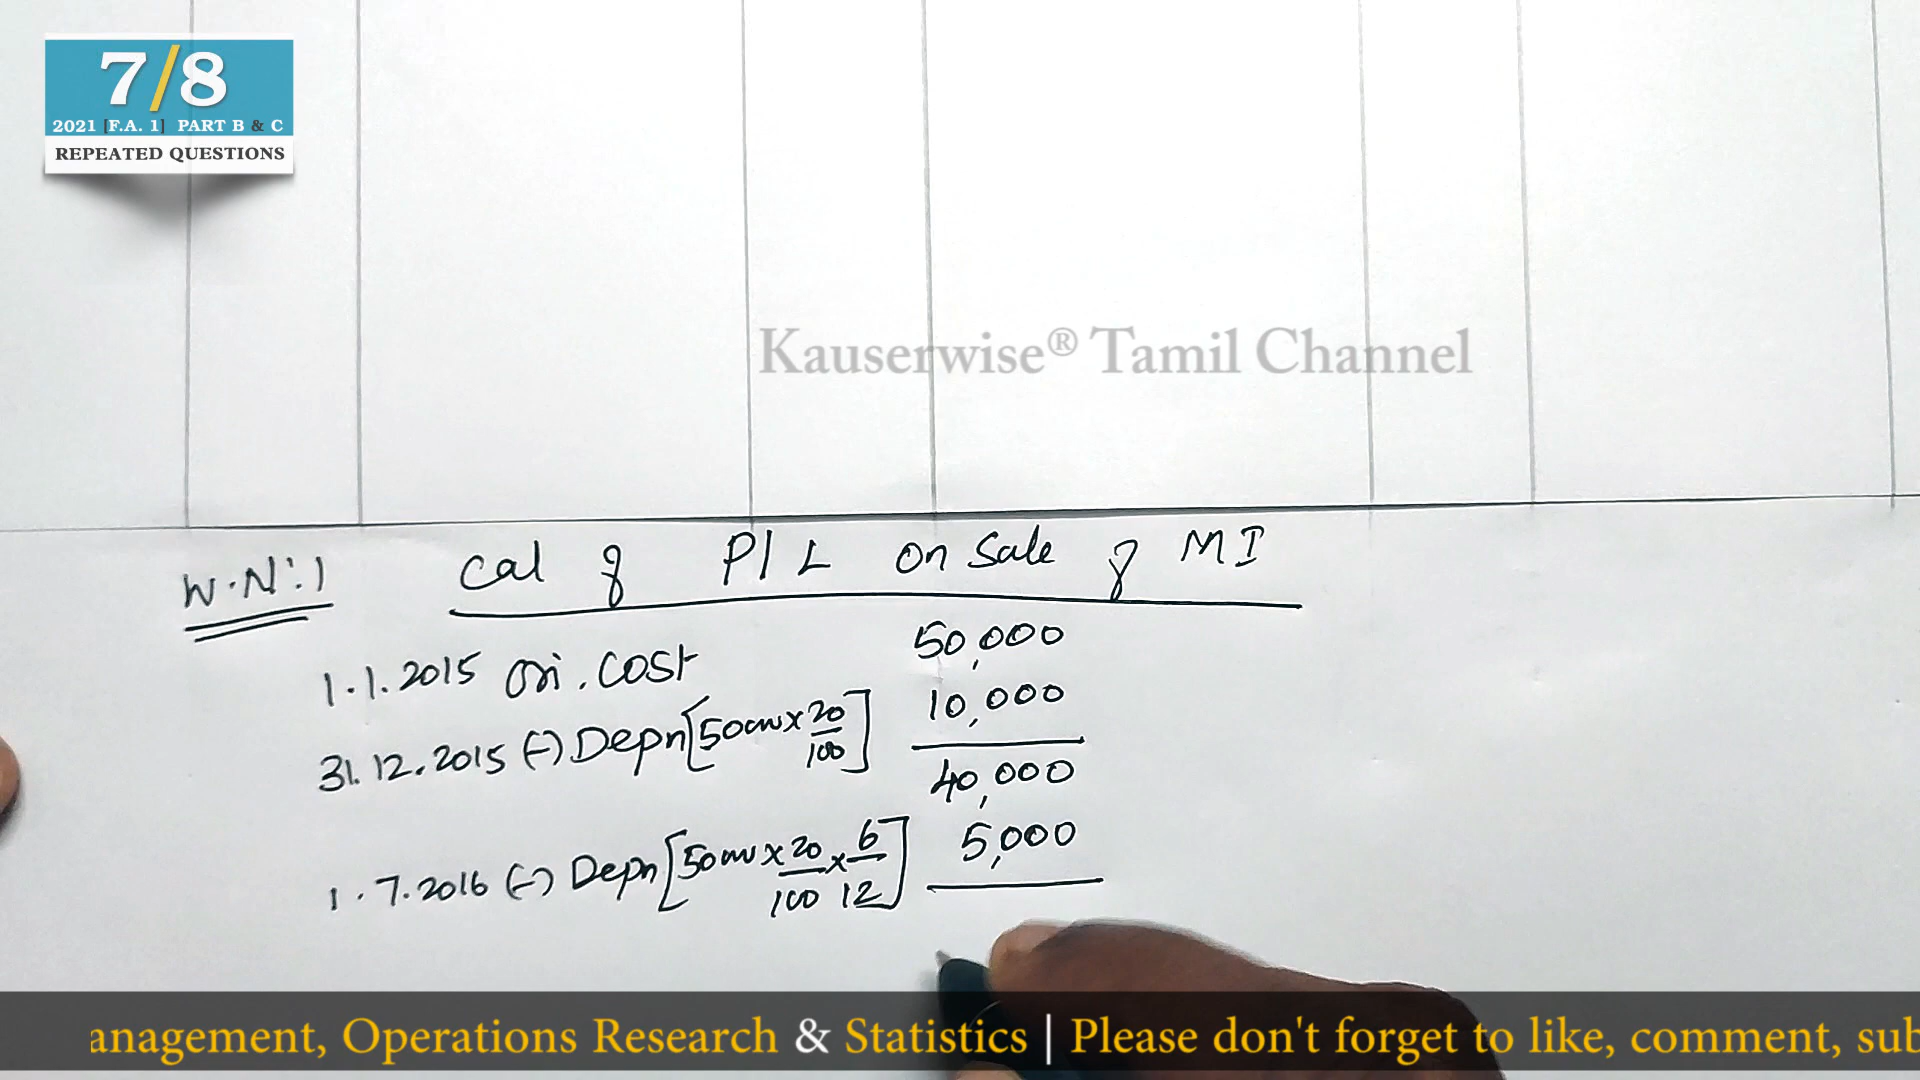 7/8
2021 [F.A. 1] PART B & C
REPEATED QUESTIONS
Kauserwise® Tamil Channel
W.N:1 Cal of P/L on Sale of M I
1.1.2015 Ori. Cost 50,000
31.12.2015 (-) Depn [50000 x 20/100] 10,000
40,000
1.7.2016 (-) Depn [50000 x 20/100 x 6/12] 5,000
anagement, Operations Research & Statistics | Please don't forget to like, comment, sub